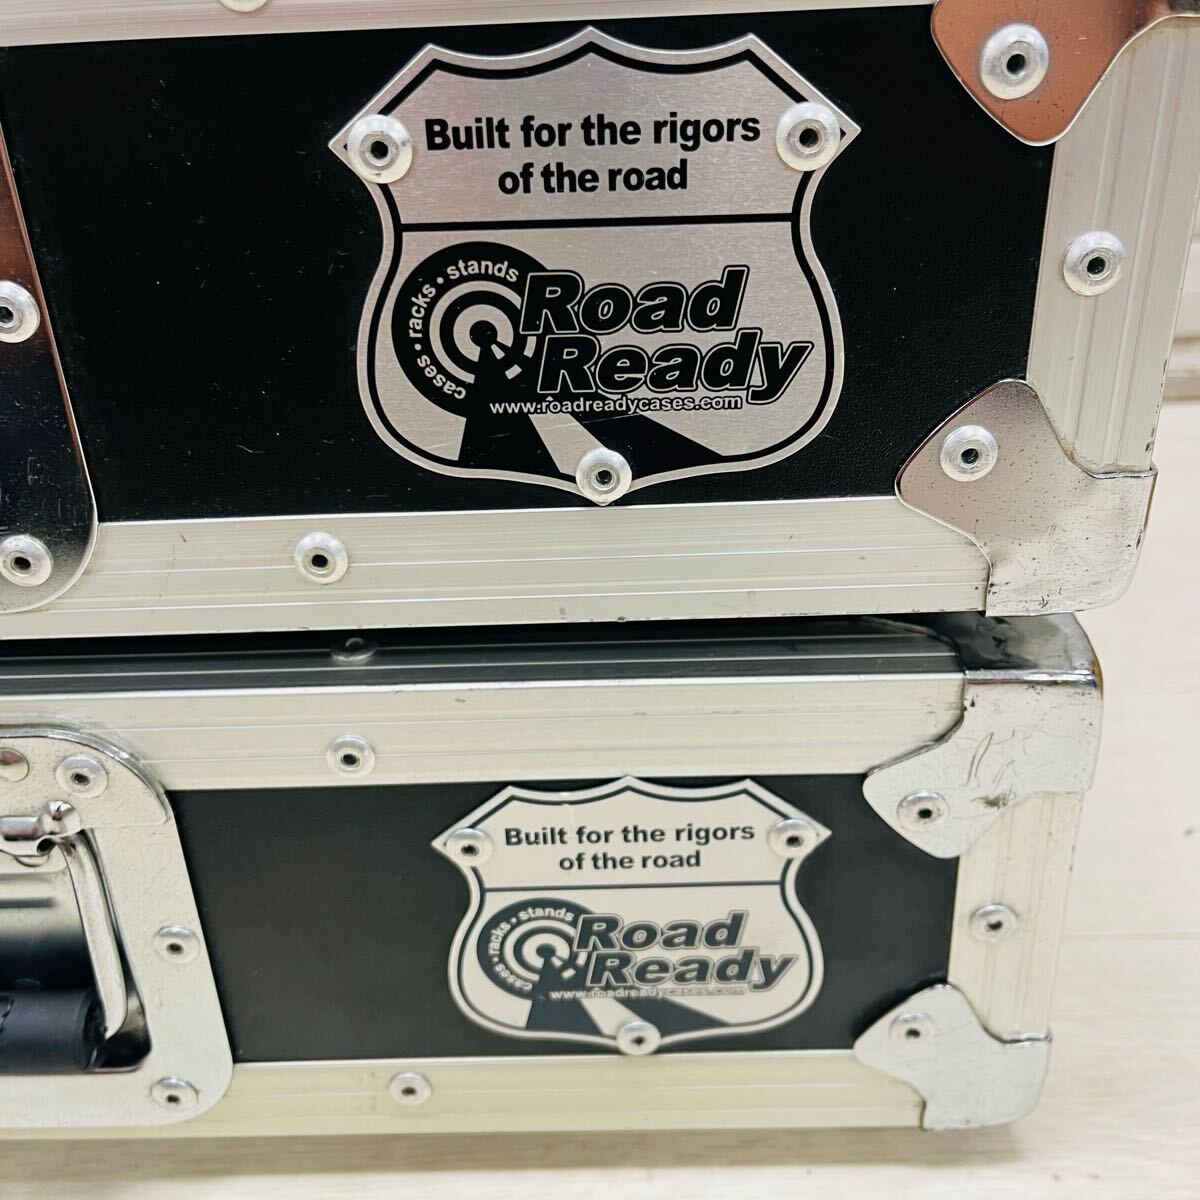 Built for the rigors
of the road
cases • racks • stands
Road
Ready
www.roadreadycases.com
Built for the rigors
of the road
cases • racks • stands
Road
Ready
www.roadreadycases.com